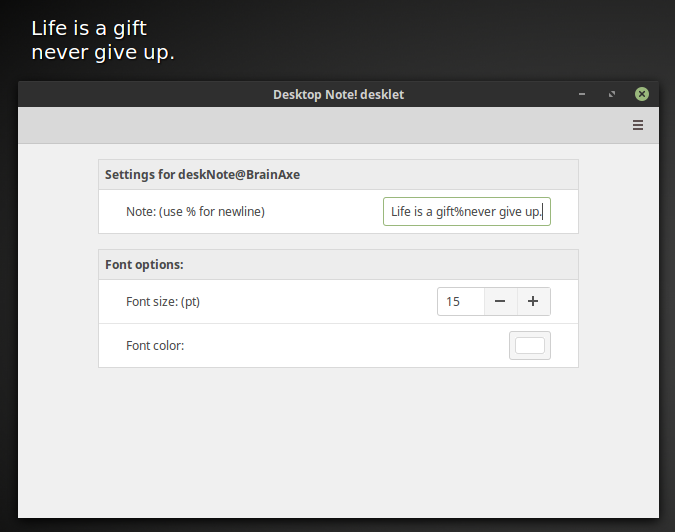 Life is a gift
never give up.
Desktop Note! desklet
Settings for deskNote@BrainAxe
Note: (use % for newline) Life is a gift%never give up.
Font options:
Font size: (pt) 15
Font color: